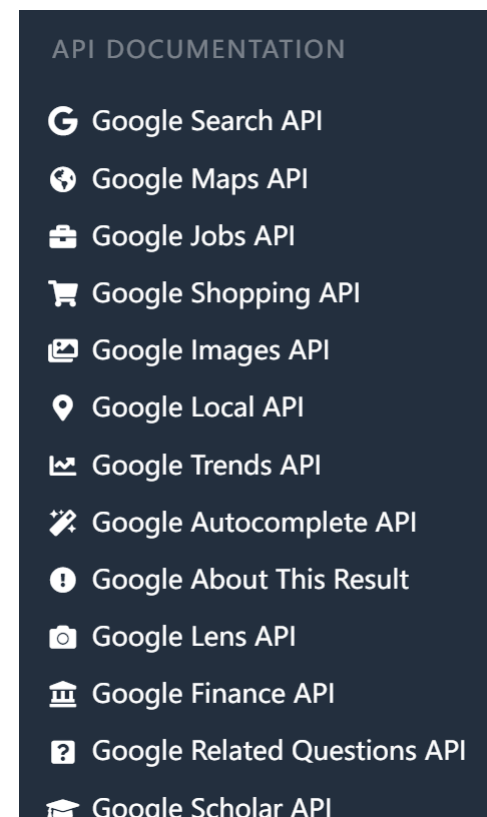 API DOCUMENTATION
Google Search API
Google Maps API
Google Jobs API
Google Shopping API
Google Images API
Google Local API
Google Trends API
Google Autocomplete API
Google About This Result
Google Lens API
Google Finance API
Google Related Questions API
Google Scholar API